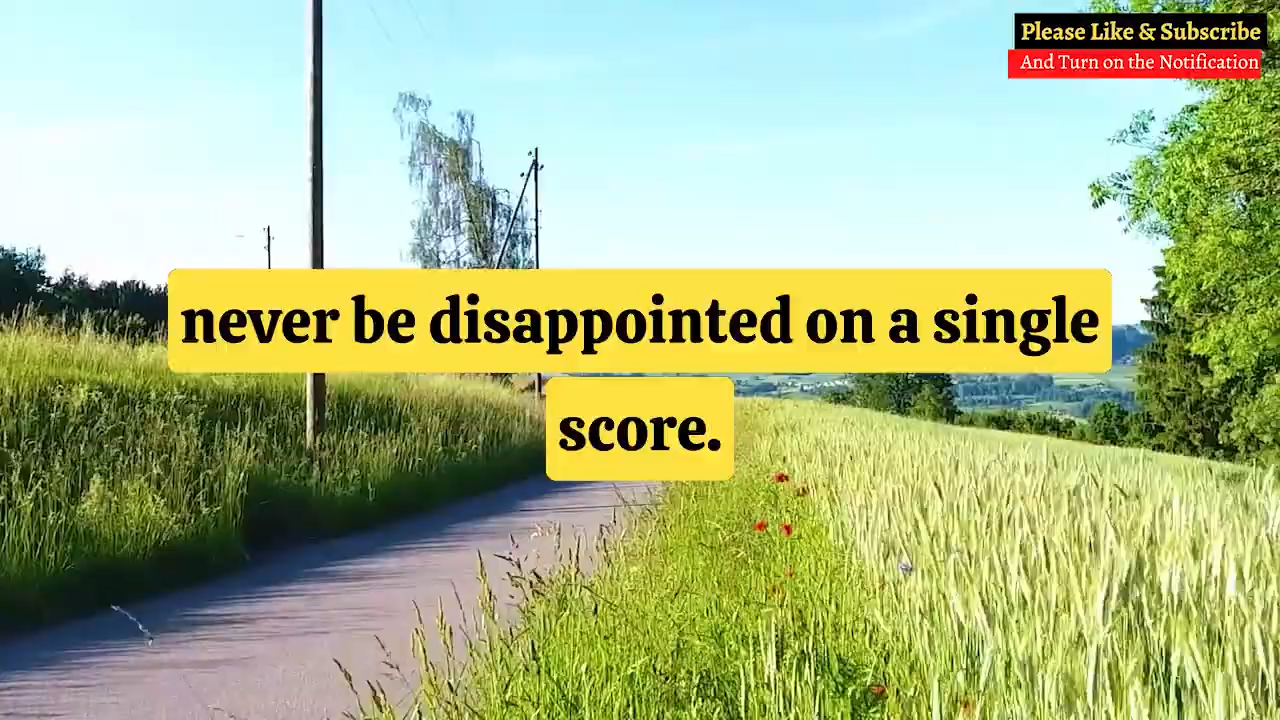 Please Like & Subscribe
And Turn on the Notification
never be disappointed on a single
score.